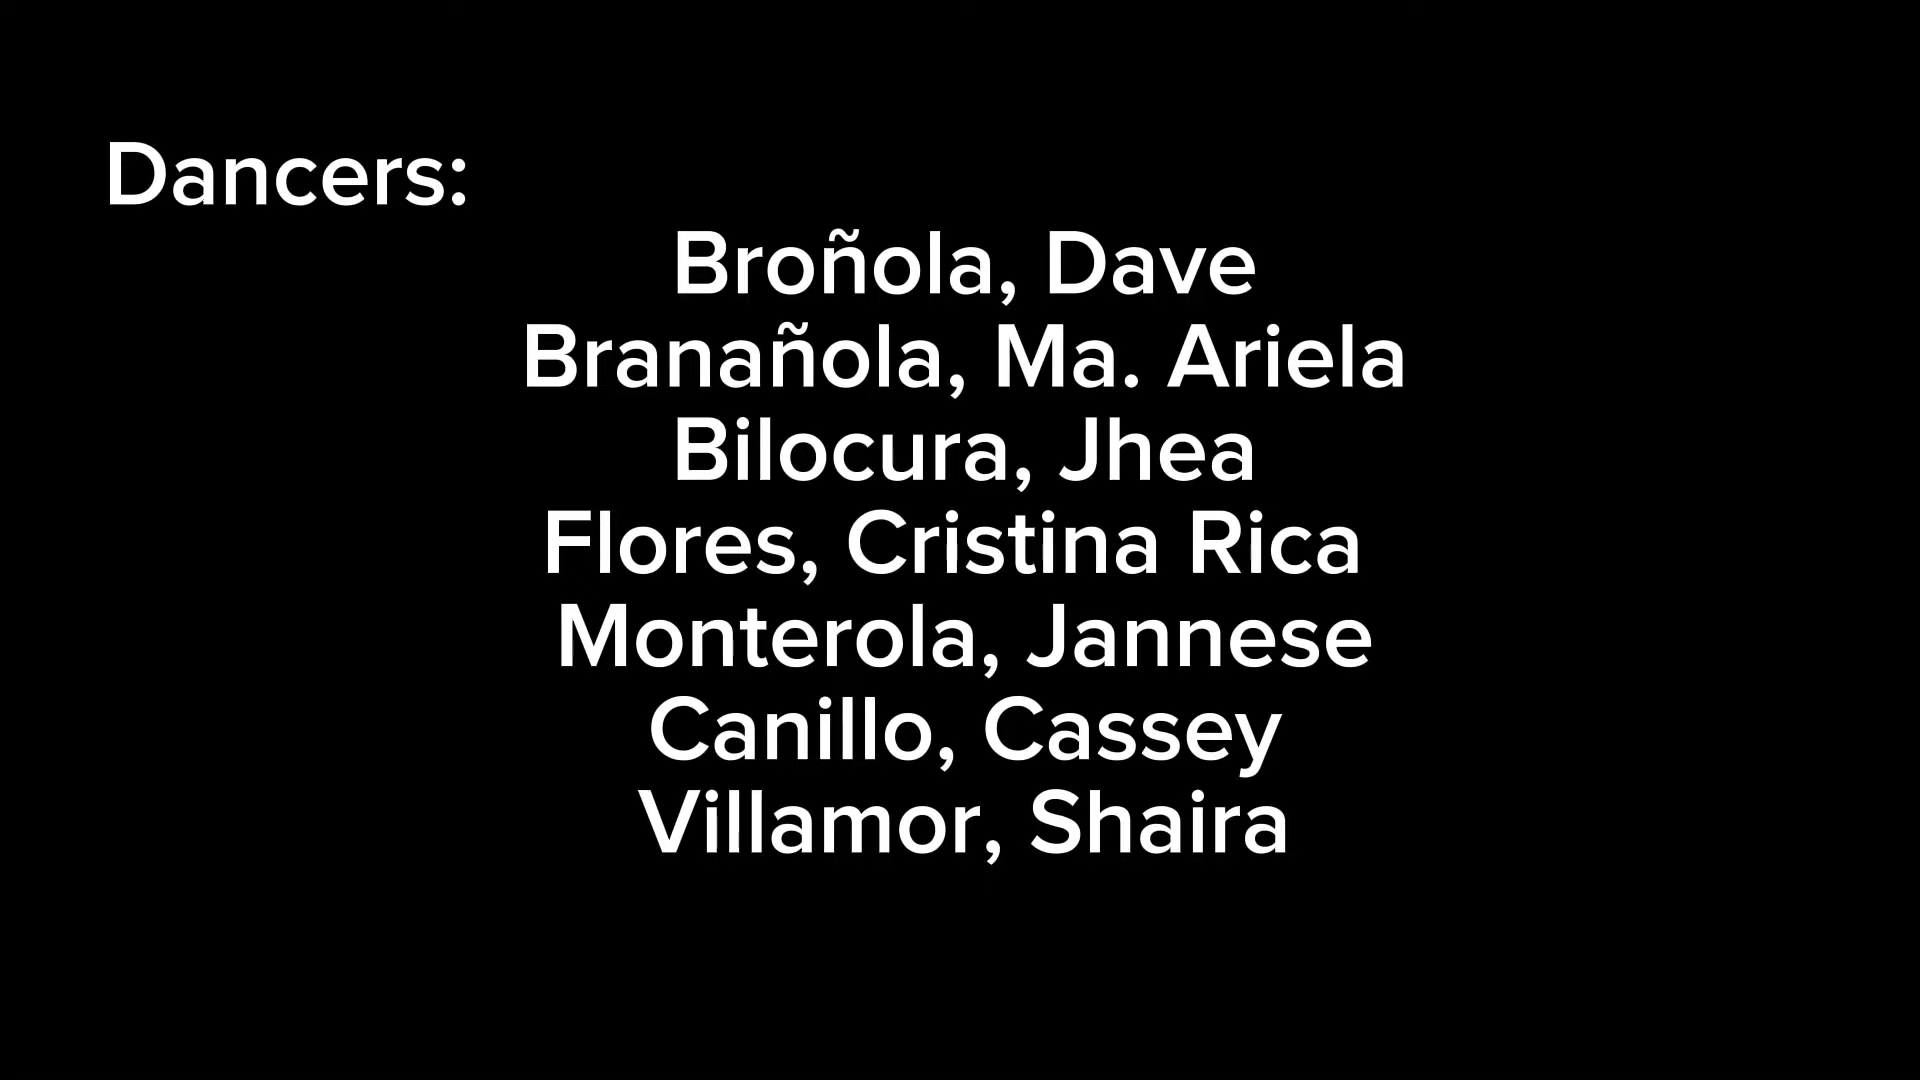 Dancers:
Broñola, Dave
Branañola, Ma. Ariela
Bilocura, Jhea
Flores, Cristina Rica
Monterola, Jannese
Canillo, Cassey
Villamor, Shaira